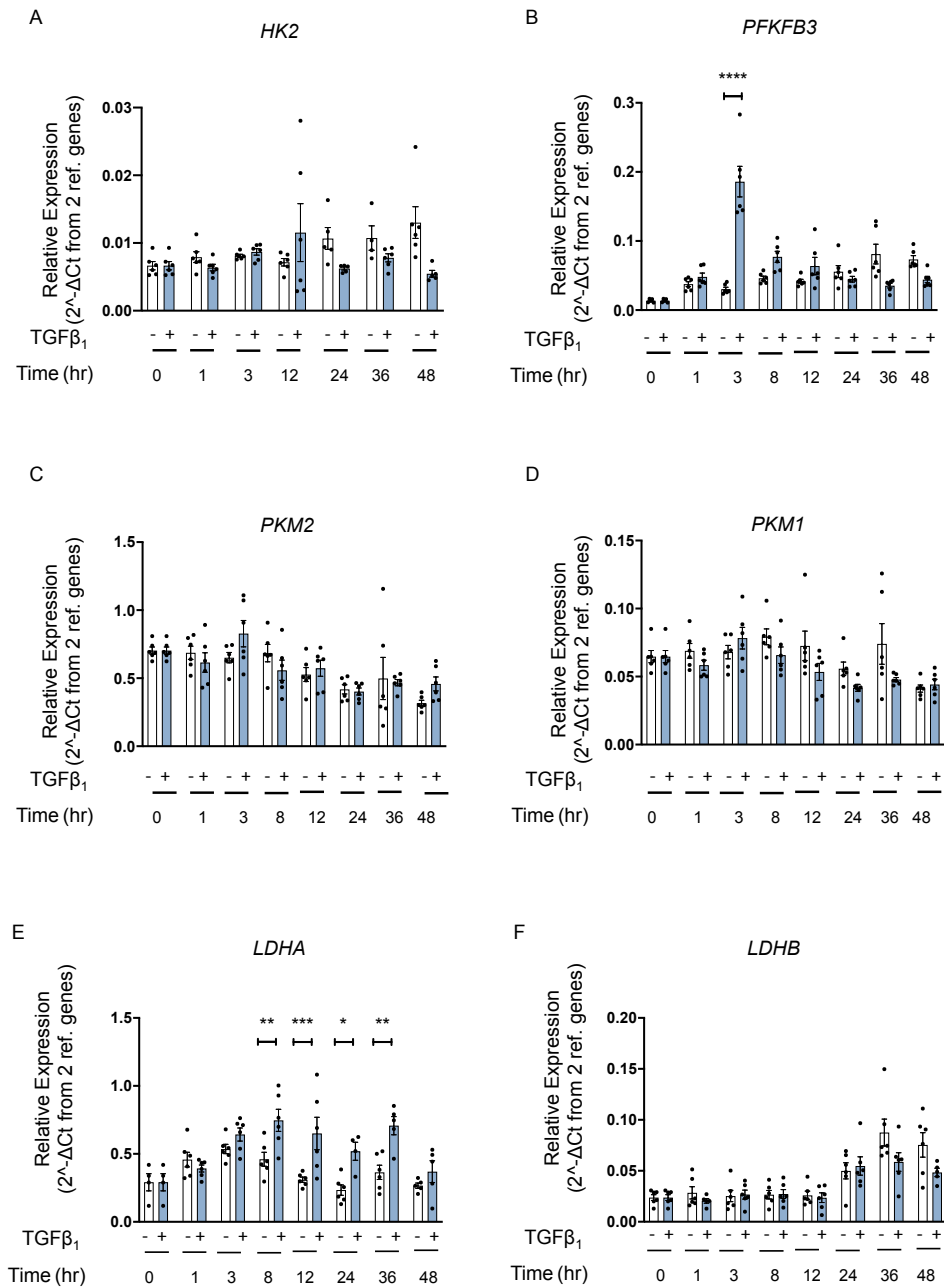 A
HK2
Relative Expression
(2^-ΔCt from 2 ref. genes)
0.03
0.02
0.01
0.00
TGFβ1 - + - + - + - + - + - + - +
Time (hr) 0 1 3 12 24 36 48
B
PFKFB3
****
Relative Expression
(2^-ΔCt from 2 ref. genes)
0.3
0.2
0.1
0.0
TGFβ1 - + - + - + - + - + - + - + - +
Time (hr) 0 1 3 8 12 24 36 48
C
PKM2
Relative Expression
(2^-ΔCt from 2 ref. genes)
1.5
1.0
0.5
0.0
TGFβ1 - + - + - + - + - + - + - + - +
Time (hr) 0 1 3 8 12 24 36 48
D
PKM1
Relative Expression
(2^-ΔCt from 2 ref. genes)
0.15
0.10
0.05
0.00
TGFβ1 - + - + - + - + - + - + - + - +
Time (hr) 0 1 3 8 12 24 36 48
E
LDHA
** *** * **
Relative Expression
(2^-ΔCt from 2 ref. genes)
1.5
1.0
0.5
0.0
TGFβ1 - + - + - + - + - + - + - + - +
Time (hr) 0 1 3 8 12 24 36 48
F
LDHB
Relative Expression
(2^-ΔCt from 2 ref. genes)
0.20
0.15
0.10
0.05
0.00
TGFβ1 - + - + - + - + - + - + - + - +
Time (hr) 0 1 3 8 12 24 36 48